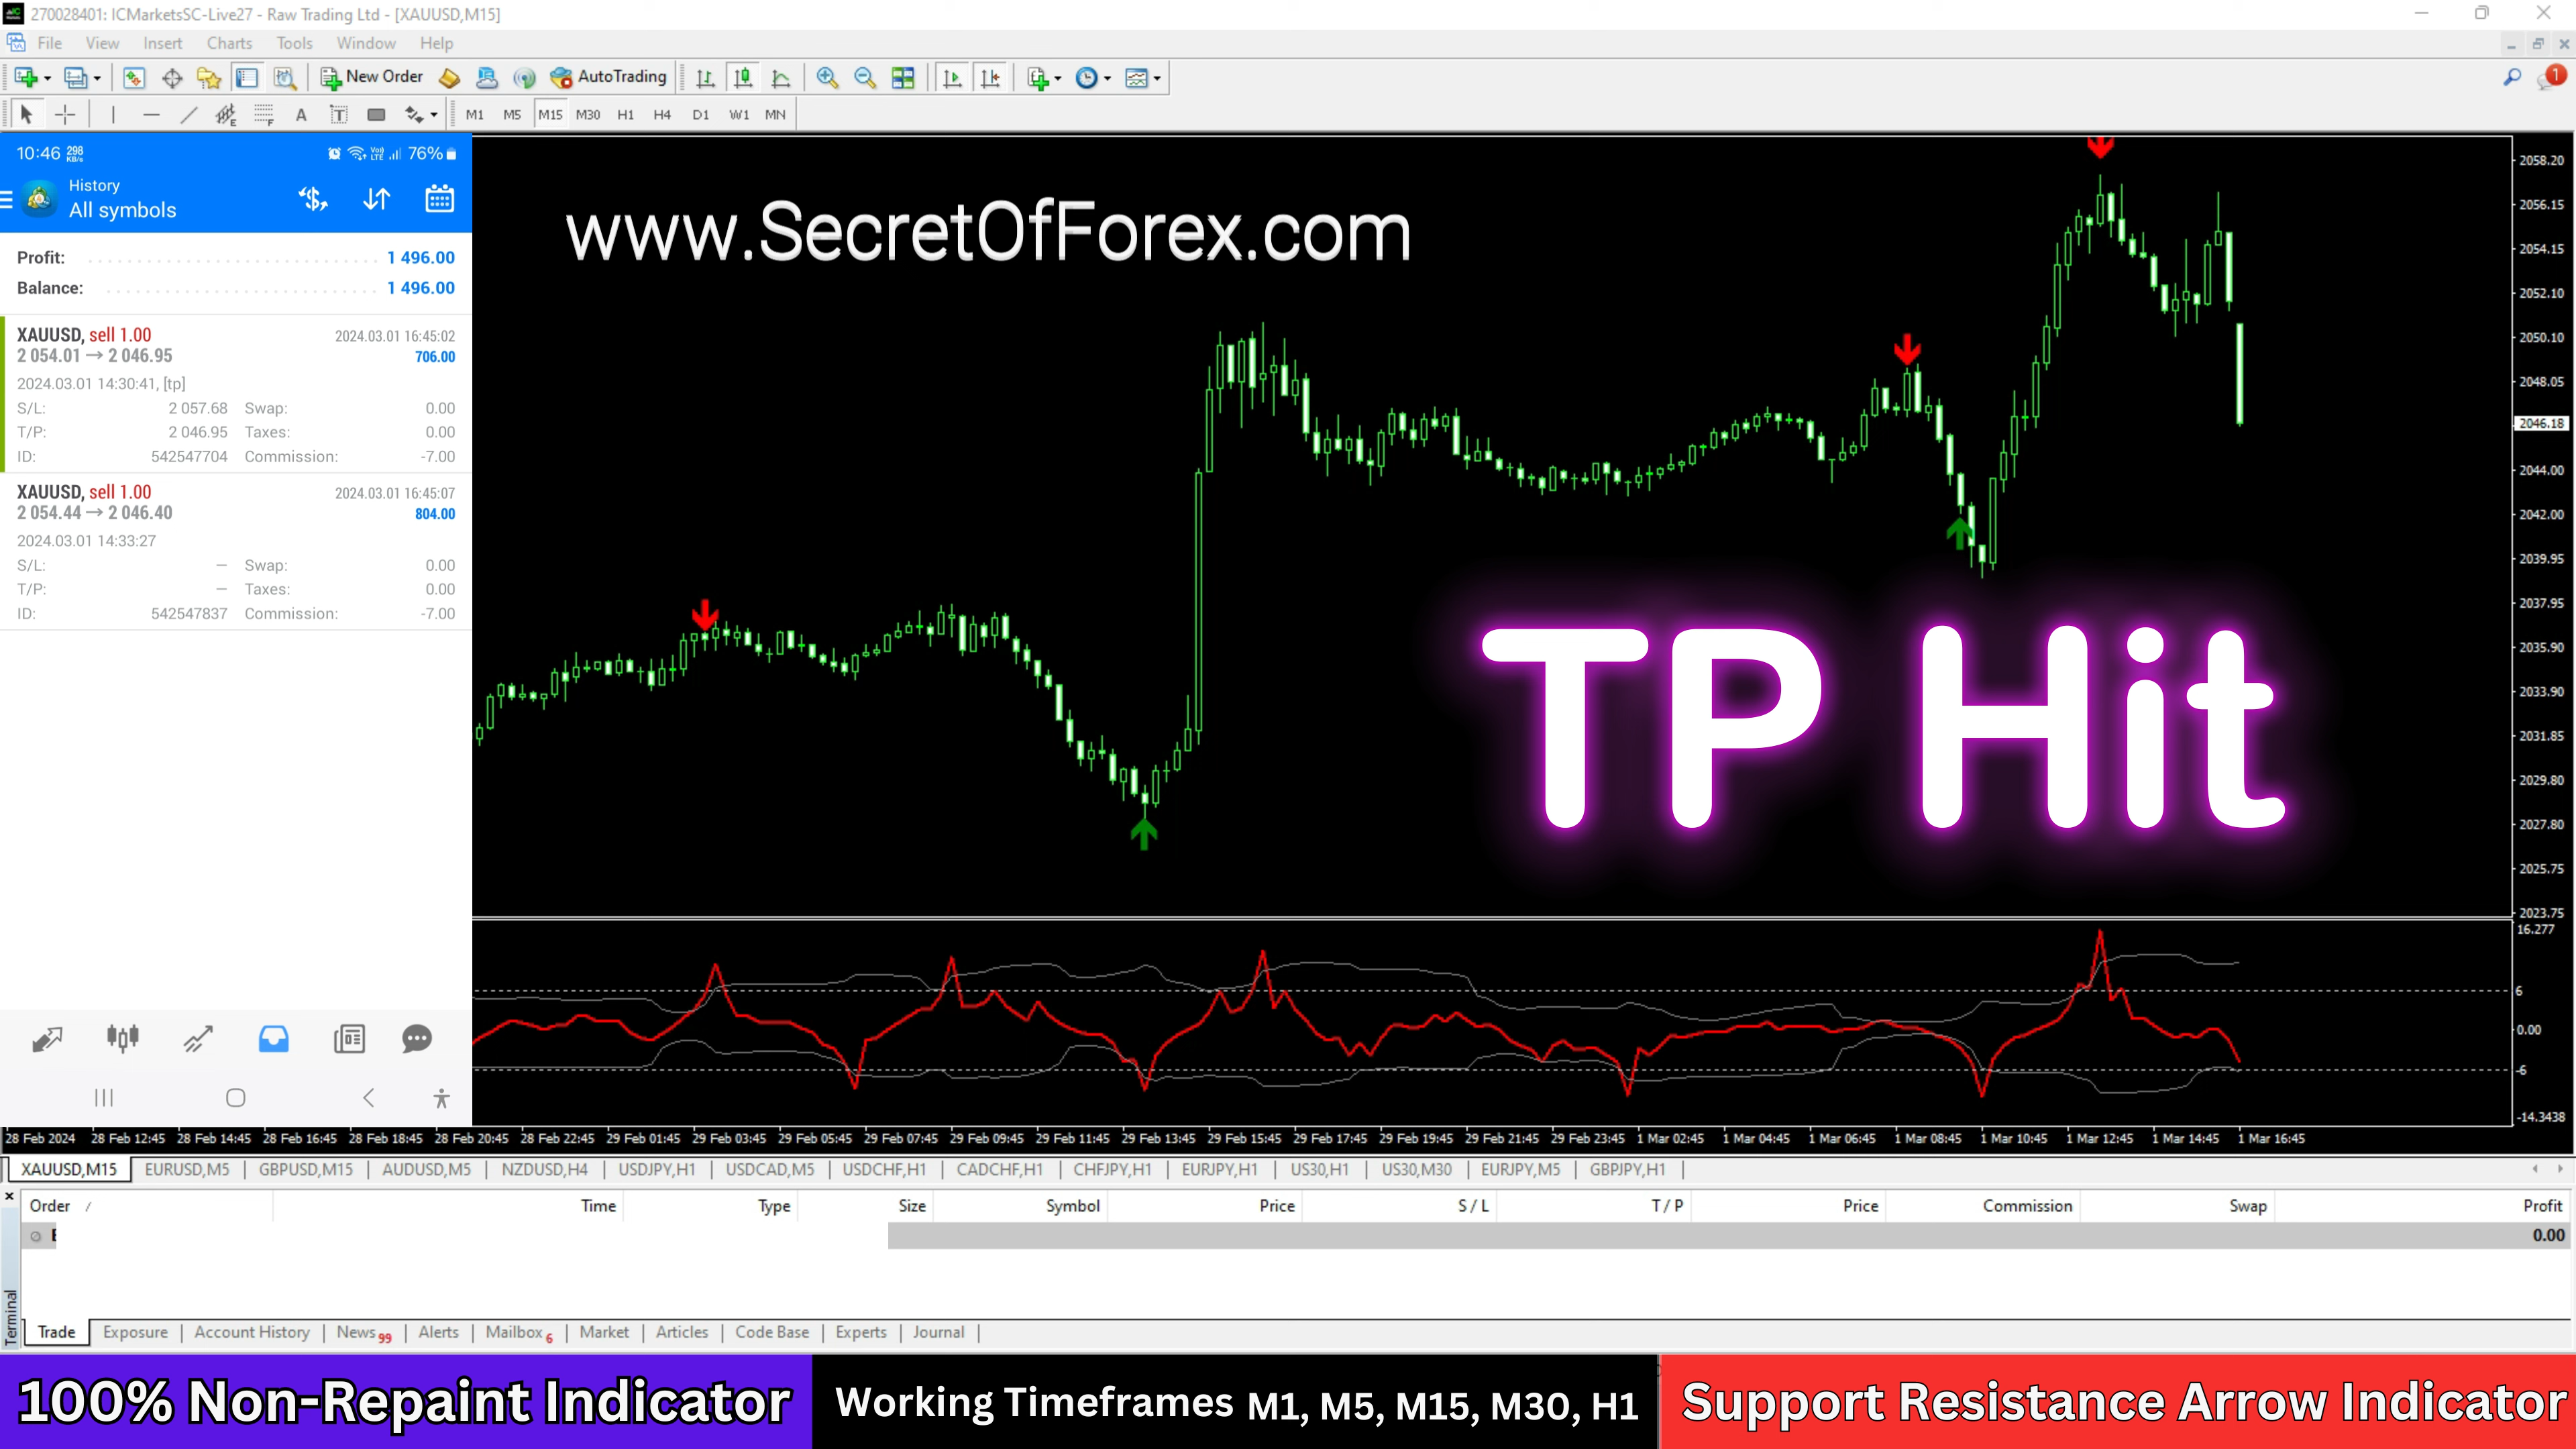 270028401: ICMarketsSC-Live27 - Raw Trading Ltd - [XAUUSD,M15]
File View Insert Charts Tools Window Help
New Order AutoTrading
1
M1 M5 M15 M30 H1 H4 D1 W1 MN
10:46 298 KB/s 76%
History
All symbols
Profit: 1 496.00
Balance: 1 496.00
XAUUSD, sell 1.00 2024.03.01 16:45:02
2 054.01 → 2 046.95 706.00
2024.03.01 14:30:41, [tp]
S/L: 2 057.68 Swap: 0.00
T/P: 2 046.95 Taxes: 0.00
ID: 542547704 Commission: -7.00
XAUUSD, sell 1.00 2024.03.01 16:45:07
2 054.44 → 2 046.40 804.00
2024.03.01 14:33:27
S/L: – Swap: 0.00
T/P: – Taxes: 0.00
ID: 542547837 Commission: -7.00
www.SecretOfForex.com
TP Hit
2058.20
2056.15
2054.15
2052.10
2050.10
2048.05
2046.18
2044.00
2042.00
2039.95
2037.95
2035.90
2033.90
2031.85
2029.80
2027.80
2025.75
2023.75
16.277
6
0.00
-6
-14.3438
28 Feb 2024 28 Feb 12:45 28 Feb 14:45 28 Feb 16:45 28 Feb 18:45 28 Feb 20:45 28 Feb 22:45 29 Feb 01:45 29 Feb 03:45 29 Feb 05:45 29 Feb 07:45 29 Feb 09:45 29 Feb 11:45 29 Feb 13:45 29 Feb 15:45 29 Feb 17:45 29 Feb 19:45 29 Feb 21:45 29 Feb 23:45 1 Mar 02:45 1 Mar 04:45 1 Mar 06:45 1 Mar 08:45 1 Mar 10:45 1 Mar 12:45 1 Mar 14:45 1 Mar 16:45
XAUUSD,M15 EURUSD,M5 GBPUSD,M15 AUDUSD,M5 NZDUSD,H4 USDJPY,H1 USDCAD,M5 USDCHF,H1 CADCHF,H1 CHFJPY,H1 EURJPY,H1 US30,H1 US30,M30 EURJPY,M5 GBPJPY,H1
Order / Time Type Size Symbol Price S / L T / P Price Commission Swap Profit
0.00
Terminal
Trade Exposure Account History News 99 Alerts Mailbox 6 Market Articles Code Base Experts Journal
100% Non-Repaint Indicator
Working Timeframes M1, M5, M15, M30, H1
Support Resistance Arrow Indicator